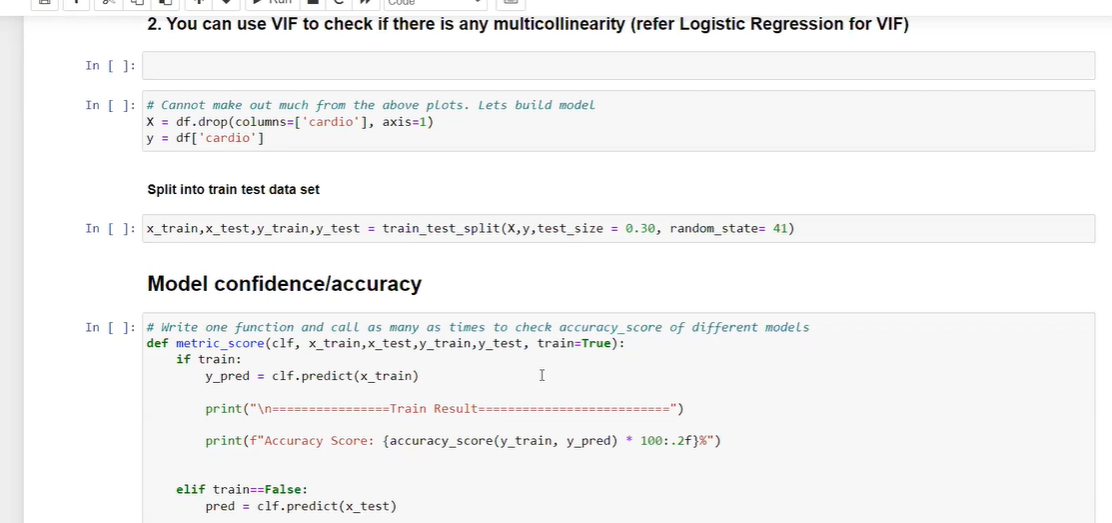 Run
Code
2. You can use VIF to check if there is any multicollinearity (refer Logistic Regression for VIF)
In [ ]:
In [ ]:
# Cannot make out much from the above plots. Lets build model
X = df.drop(columns=['cardio'], axis=1)
y = df['cardio']
Split into train test data set
In [ ]:
x_train,x_test,y_train,y_test = train_test_split(X,y,test_size = 0.30, random_state= 41)
Model confidence/accuracy
In [ ]:
# Write one function and call as many as times to check accuracy_score of different models
def metric_score(clf, x_train,x_test,y_train,y_test, train=True):
if train:
y_pred = clf.predict(x_train)
print("\n================Train Result==========================")
print(f"Accuracy Score: {accuracy_score(y_train, y_pred) * 100:.2f}%")
elif train==False:
pred = clf.predict(x_test)